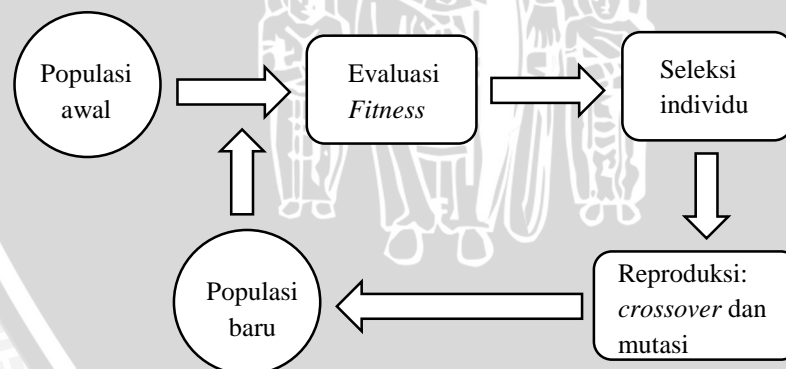 Populasi
awal
Evaluasi
Fitness
Seleksi
individu
Reproduksi:
crossover dan
mutasi
Populasi
baru